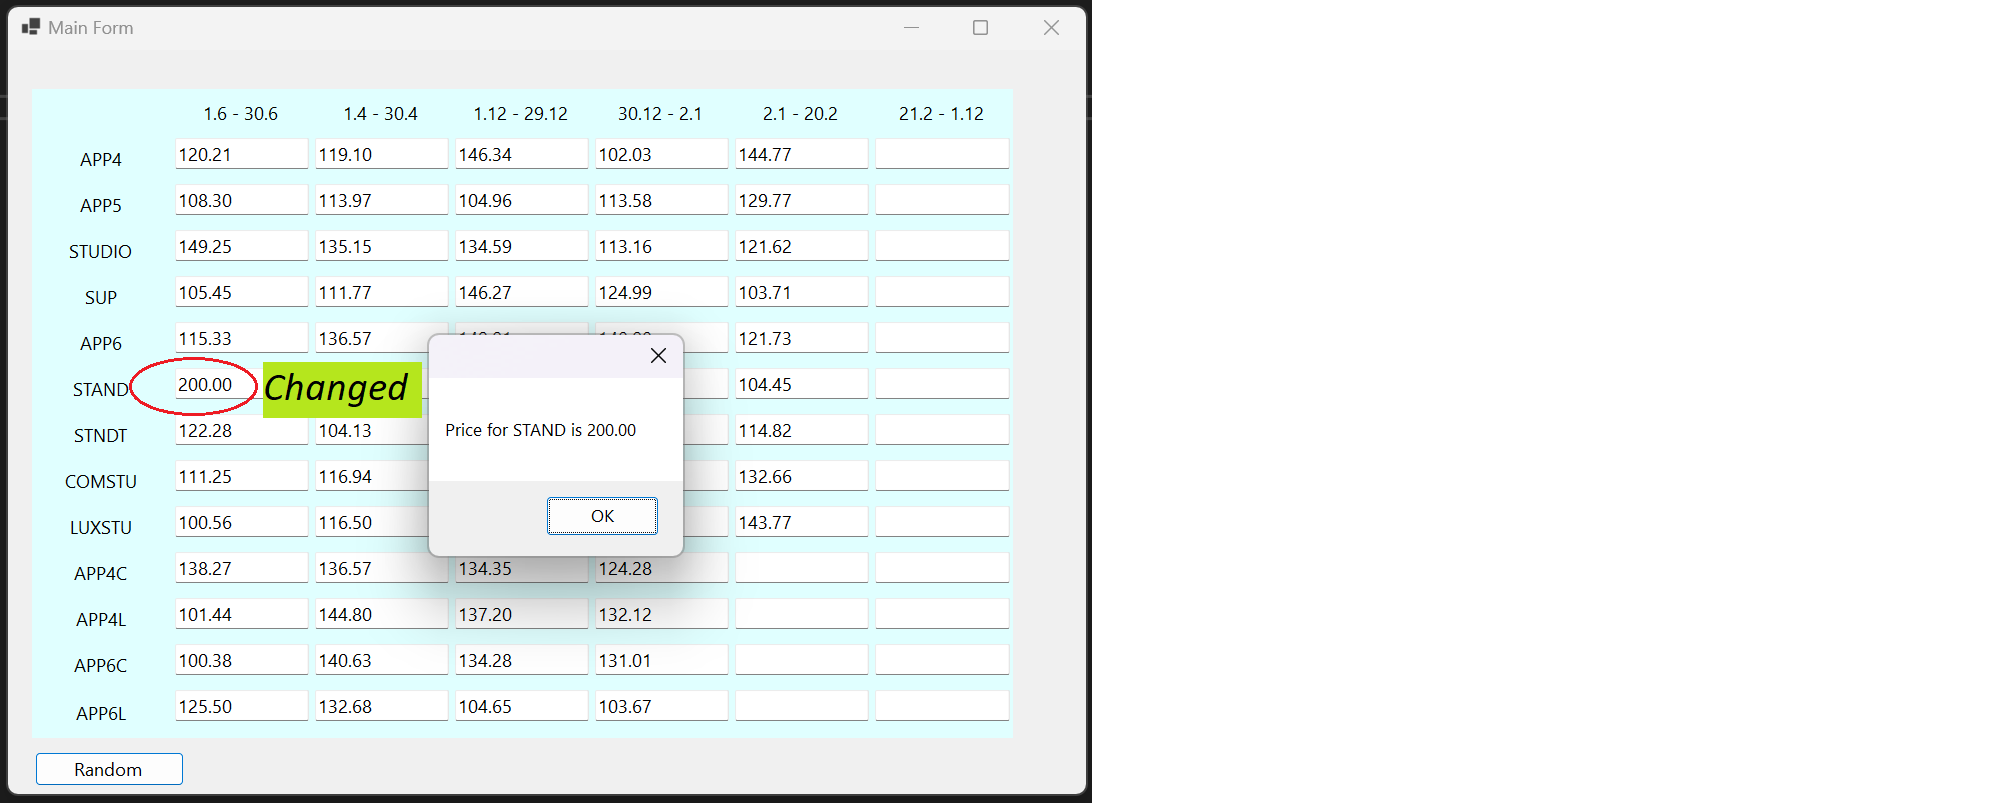 Main Form
1.6 - 30.6 1.4 - 30.4 1.12 - 29.12 30.12 - 2.1 2.1 - 20.2 21.2 - 1.12
APP4 120.21 119.10 146.34 102.03 144.77
APP5 108.30 113.97 104.96 113.58 129.77
STUDIO 149.25 135.15 134.59 113.16 121.62
SUP 105.45 111.77 146.27 124.99 103.71
APP6 115.33 136.57 121.73
STAND 200.00 Changed 104.45
STNDT 122.28 104.13 114.82
Price for STAND is 200.00
COMSTU 111.25 116.94 132.66
LUXSTU 100.56 116.50 143.77
OK
APP4C 138.27 136.57 134.35 124.28
APP4L 101.44 144.80 137.20 132.12
APP6C 100.38 140.63 134.28 131.01
APP6L 125.50 132.68 104.65 103.67
Random